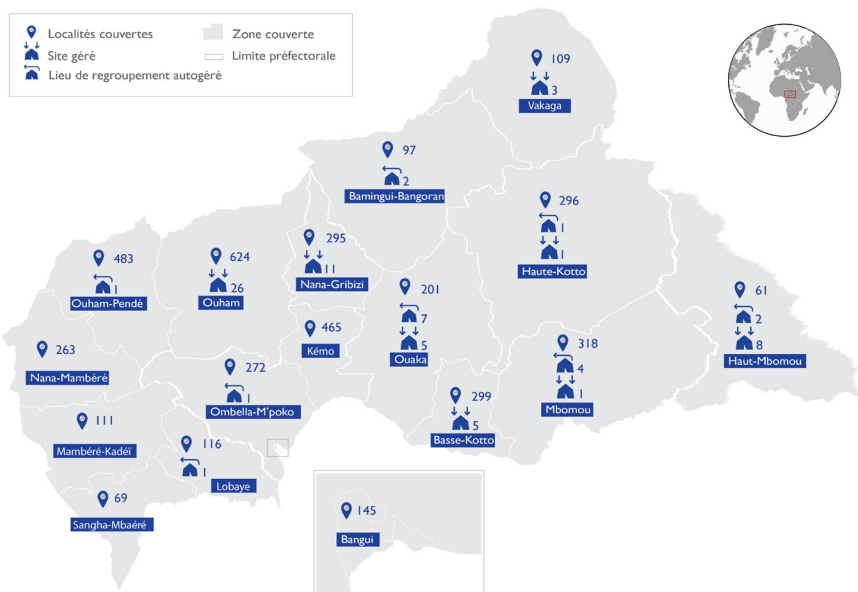 Localités couvertes
Zone couverte
Site géré
Limite préfectorale
Lieu de regroupement autogéré
109
3
Vakaga
97
2
Bamingui-Bangoran
296
1
1
Haute-Kotto
295
11
Nana-Gribizi
624
26
Ouham
483
1
Ouham-Pendé
201
7
5
Ouaka
61
2
8
Haut-Mbomou
465
Kémo
263
Nana-Mambéré
318
4
1
Mbomou
272
1
Ombella-M'poko
299
5
Basse-Kotto
111
Mambéré-Kadéï
116
1
Lobaye
69
Sangha-Mbaéré
145
Bangui